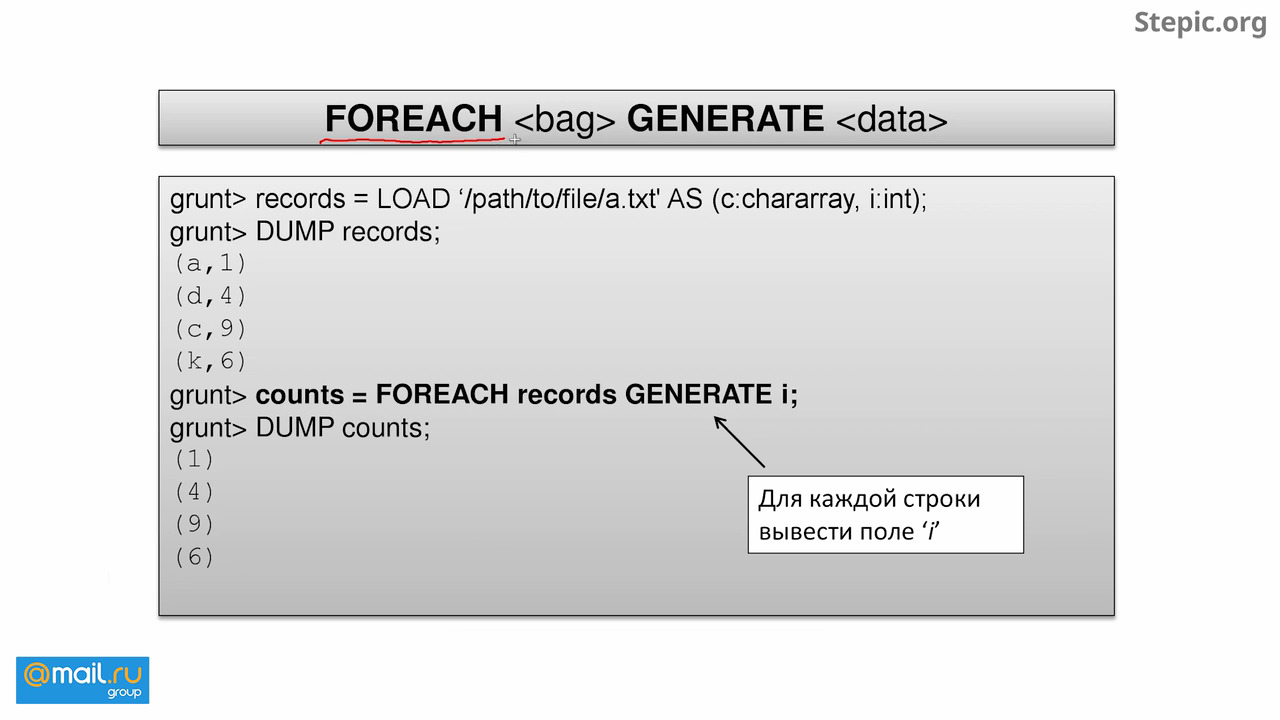 Stepic.org
FOREACH <bag> GENERATE <data>
grunt> records = LOAD ‘/path/to/file/a.txt' AS (c:chararray, i:int);
grunt> DUMP records;
(a,1)
(d,4)
(c,9)
(k,6)
grunt> counts = FOREACH records GENERATE i;
grunt> DUMP counts;
(1)
(4)
(9)
(6)
Для каждой строки
вывести поле ‘i’
@mail.ru
group